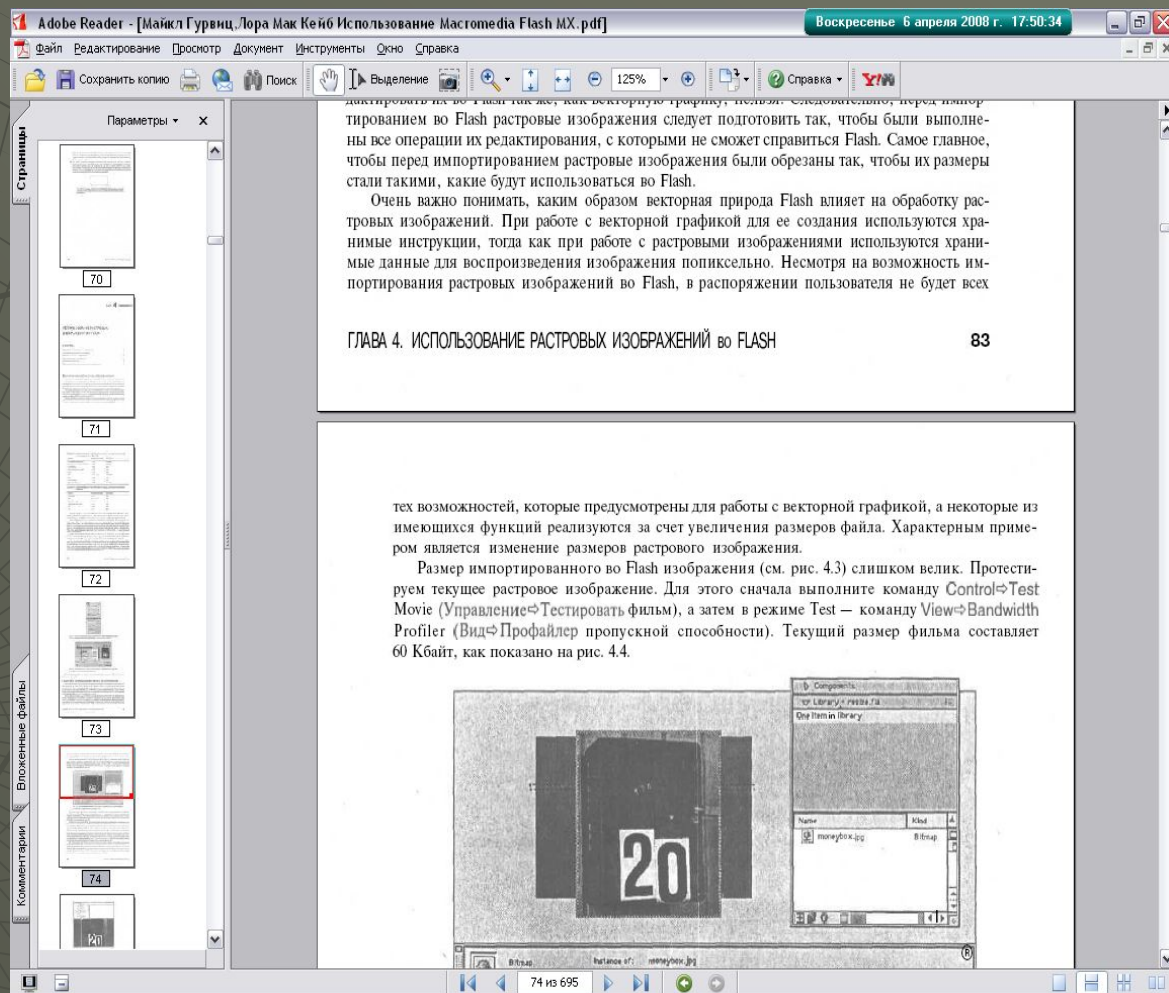 Adobe Reader - [Майкл Гурвиц,Лора Мак Кейб Использование Macromedia Flash MX.pdf]
Воскресенье 6 апреля 2008 г. 17:50:34
Файл Редактирование Просмотр Документ Инструменты Окно Справка
Сохранить копию Поиск Выделение 125% Справка Y!
Параметры
Страницы
Вложенные файлы
Комментарии
70
71
72
73
74
тированием во Flash растровые изображения следует подготовить так, чтобы были выполне-
ны все операции их редактирования, с которыми не сможет справиться Flash. Самое главное,
чтобы перед импортированием растровые изображения были обрезаны так, чтобы их размеры
стали такими, какие будут использоваться во Flash.
Очень важно понимать, каким образом векторная природа Flash влияет на обработку рас-
тровых изображений. При работе с векторной графикой для ее создания используются хра-
нимые инструкции, тогда как при работе с растровыми изображениями используются храни-
мые данные для воспроизведения изображения попиксельно. Несмотря на возможность им-
портирования растровых изображений во Flash, в распоряжении пользователя не будет всех
ГЛАВА 4. ИСПОЛЬЗОВАНИЕ РАСТРОВЫХ ИЗОБРАЖЕНИЙ во FLASH 83
тех возможностей, которые предусмотрены для работы с векторной графикой, а некоторые из
имеющихся функций реализуются за счет увеличения размеров файла. Характерным приме-
ром является изменение размеров растрового изображения.
Размер импортированного во Flash изображения (см. рис. 4.3) слишком велик. Протести-
руем текущее растровое изображение. Для этого сначала выполните команду Control⇨Test
Movie (Управление⇨Тестировать фильм), а затем в режиме Test — команду View⇨Bandwidth
Profiler (Вид⇨Профайлер пропускной способности). Текущий размер фильма составляет
60 Кбайт, как показано на рис. 4.4.
Components
Library
One item in library
Name Kind
moneybox.jpg Bitmap
20
Bitmap Instance of: moneybox.jpg
74 из 695